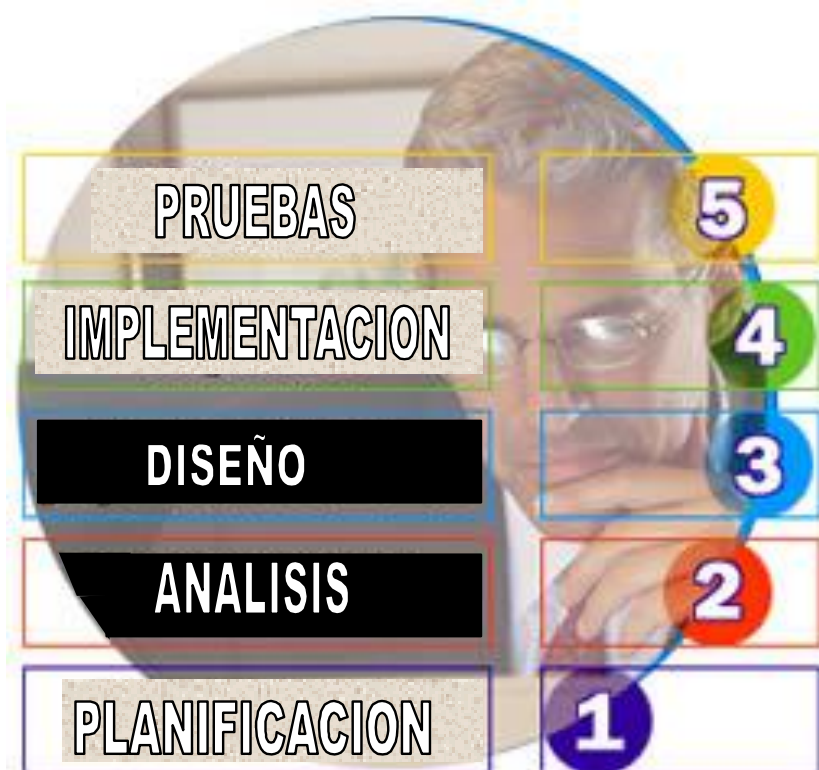 PRUEBAS 5
IMPLEMENTACION 4
DISEÑO 3
ANALISIS 2
PLANIFICACION 1